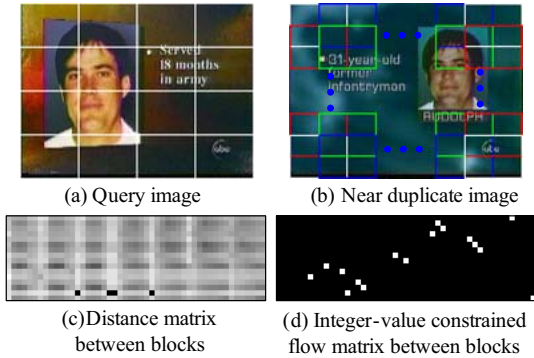 Served
18 months
in army
abc
31-year-old
former
infantryman
RUDOLPH
abc
(a) Query image
(b) Near duplicate image
(c)Distance matrix
between blocks
(d) Integer-value constrained
flow matrix between blocks